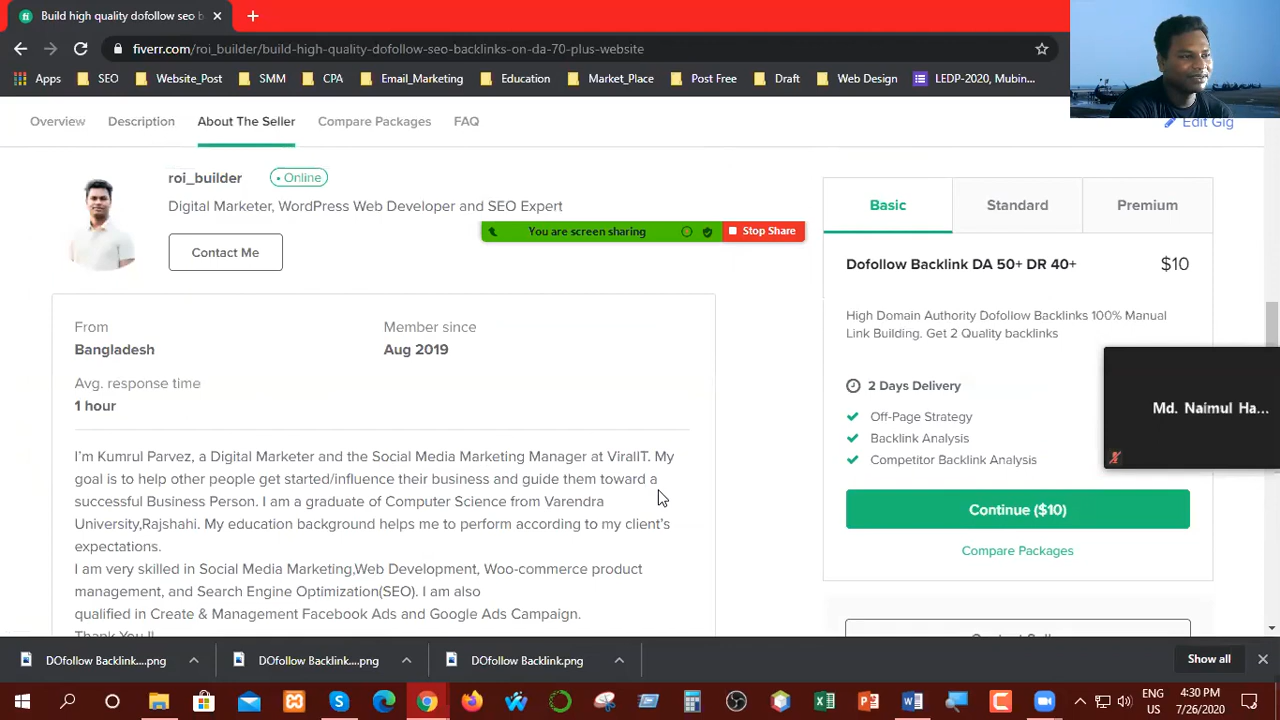 Build high quality dofollow seo b
fiverr.com/roi_builder/build-high-quality-dofollow-seo-backlinks-on-da-70-plus-website
Apps SEO Website_Post SMM CPA Email_Marketing Education Market_Place Post Free Draft Web Design LEDP-2020, Mubin...
Overview Description About The Seller Compare Packages FAQ
Edit Gig
roi_builder • Online
Digital Marketer, WordPress Web Developer and SEO Expert
You are screen sharing Stop Share
Contact Me
From
Bangladesh
Member since
Aug 2019
Avg. response time
1 hour
I'm Kumrul Parvez, a Digital Marketer and the Social Media Marketing Manager at ViralIT. My
goal is to help other people get started/influence their business and guide them toward a
successful Business Person. I am a graduate of Computer Science from Varendra
University,Rajshahi. My education background helps me to perform according to my client's
expectations.
I am very skilled in Social Media Marketing,Web Development, Woo-commerce product
management, and Search Engine Optimization(SEO). I am also
qualified in Create & Management Facebook Ads and Google Ads Campaign.
Thank You !!
Basic Standard Premium
Dofollow Backlink DA 50+ DR 40+ $10
High Domain Authority Dofollow Backlinks 100% Manual
Link Building. Get 2 Quality backlinks
2 Days Delivery
Off-Page Strategy
Backlink Analysis
Competitor Backlink Analysis
Continue ($10)
Compare Packages
Md. Naimul Ha...
DOfollow Backlink....png DOfollow Backlink....png DOfollow Backlink.png Show all
ENG
US
4:30 PM
7/26/2020